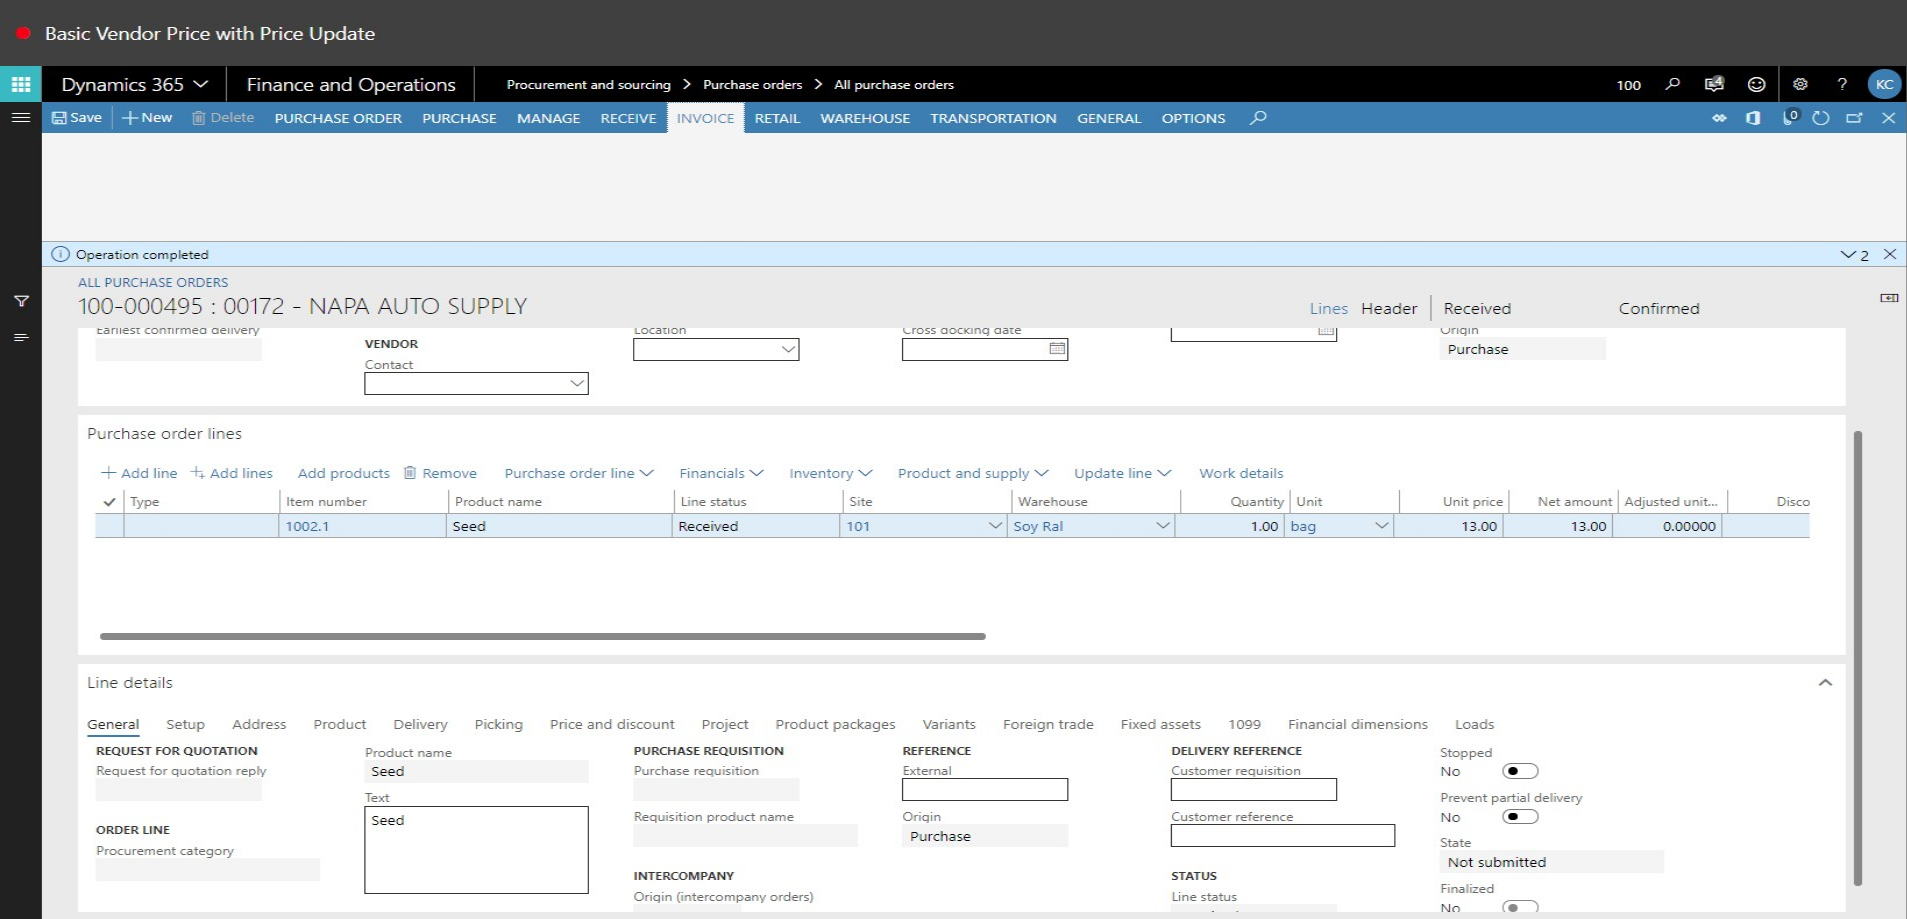 Basic Vendor Price with Price Update
Dynamics 365 Finance and Operations Procurement and sourcing > Purchase orders > All purchase orders 100 4 ? KC
Save + New Delete PURCHASE ORDER PURCHASE MANAGE RECEIVE INVOICE RETAIL WAREHOUSE TRANSPORTATION GENERAL OPTIONS 0
Operation completed 2
ALL PURCHASE ORDERS
100-000495 : 00172 - NAPA AUTO SUPPLY Lines Header Received Confirmed
Earliest confirmed delivery Location Cross docking date Origin
VENDOR Purchase
Contact
Purchase order lines
+ Add line Add lines Add products Remove Purchase order line Financials Inventory Product and supply Update line Work details
Type Item number Product name Line status Site Warehouse Quantity Unit Unit price Net amount Adjusted unit... Disco
1002.1 Seed Received 101 Soy Ral 1.00 bag 13.00 13.00 0.00000
Line details
General Setup Address Product Delivery Picking Price and discount Project Product packages Variants Foreign trade Fixed assets 1099 Financial dimensions Loads
REQUEST FOR QUOTATION Product name PURCHASE REQUISITION REFERENCE DELIVERY REFERENCE Stopped
Request for quotation reply Seed Purchase requisition External Customer requisition No
Text Prevent partial delivery
Seed Requisition product name Origin Customer reference No
ORDER LINE Purchase State
Procurement category Not submitted
INTERCOMPANY STATUS Finalized
Origin (intercompany orders) Line status No